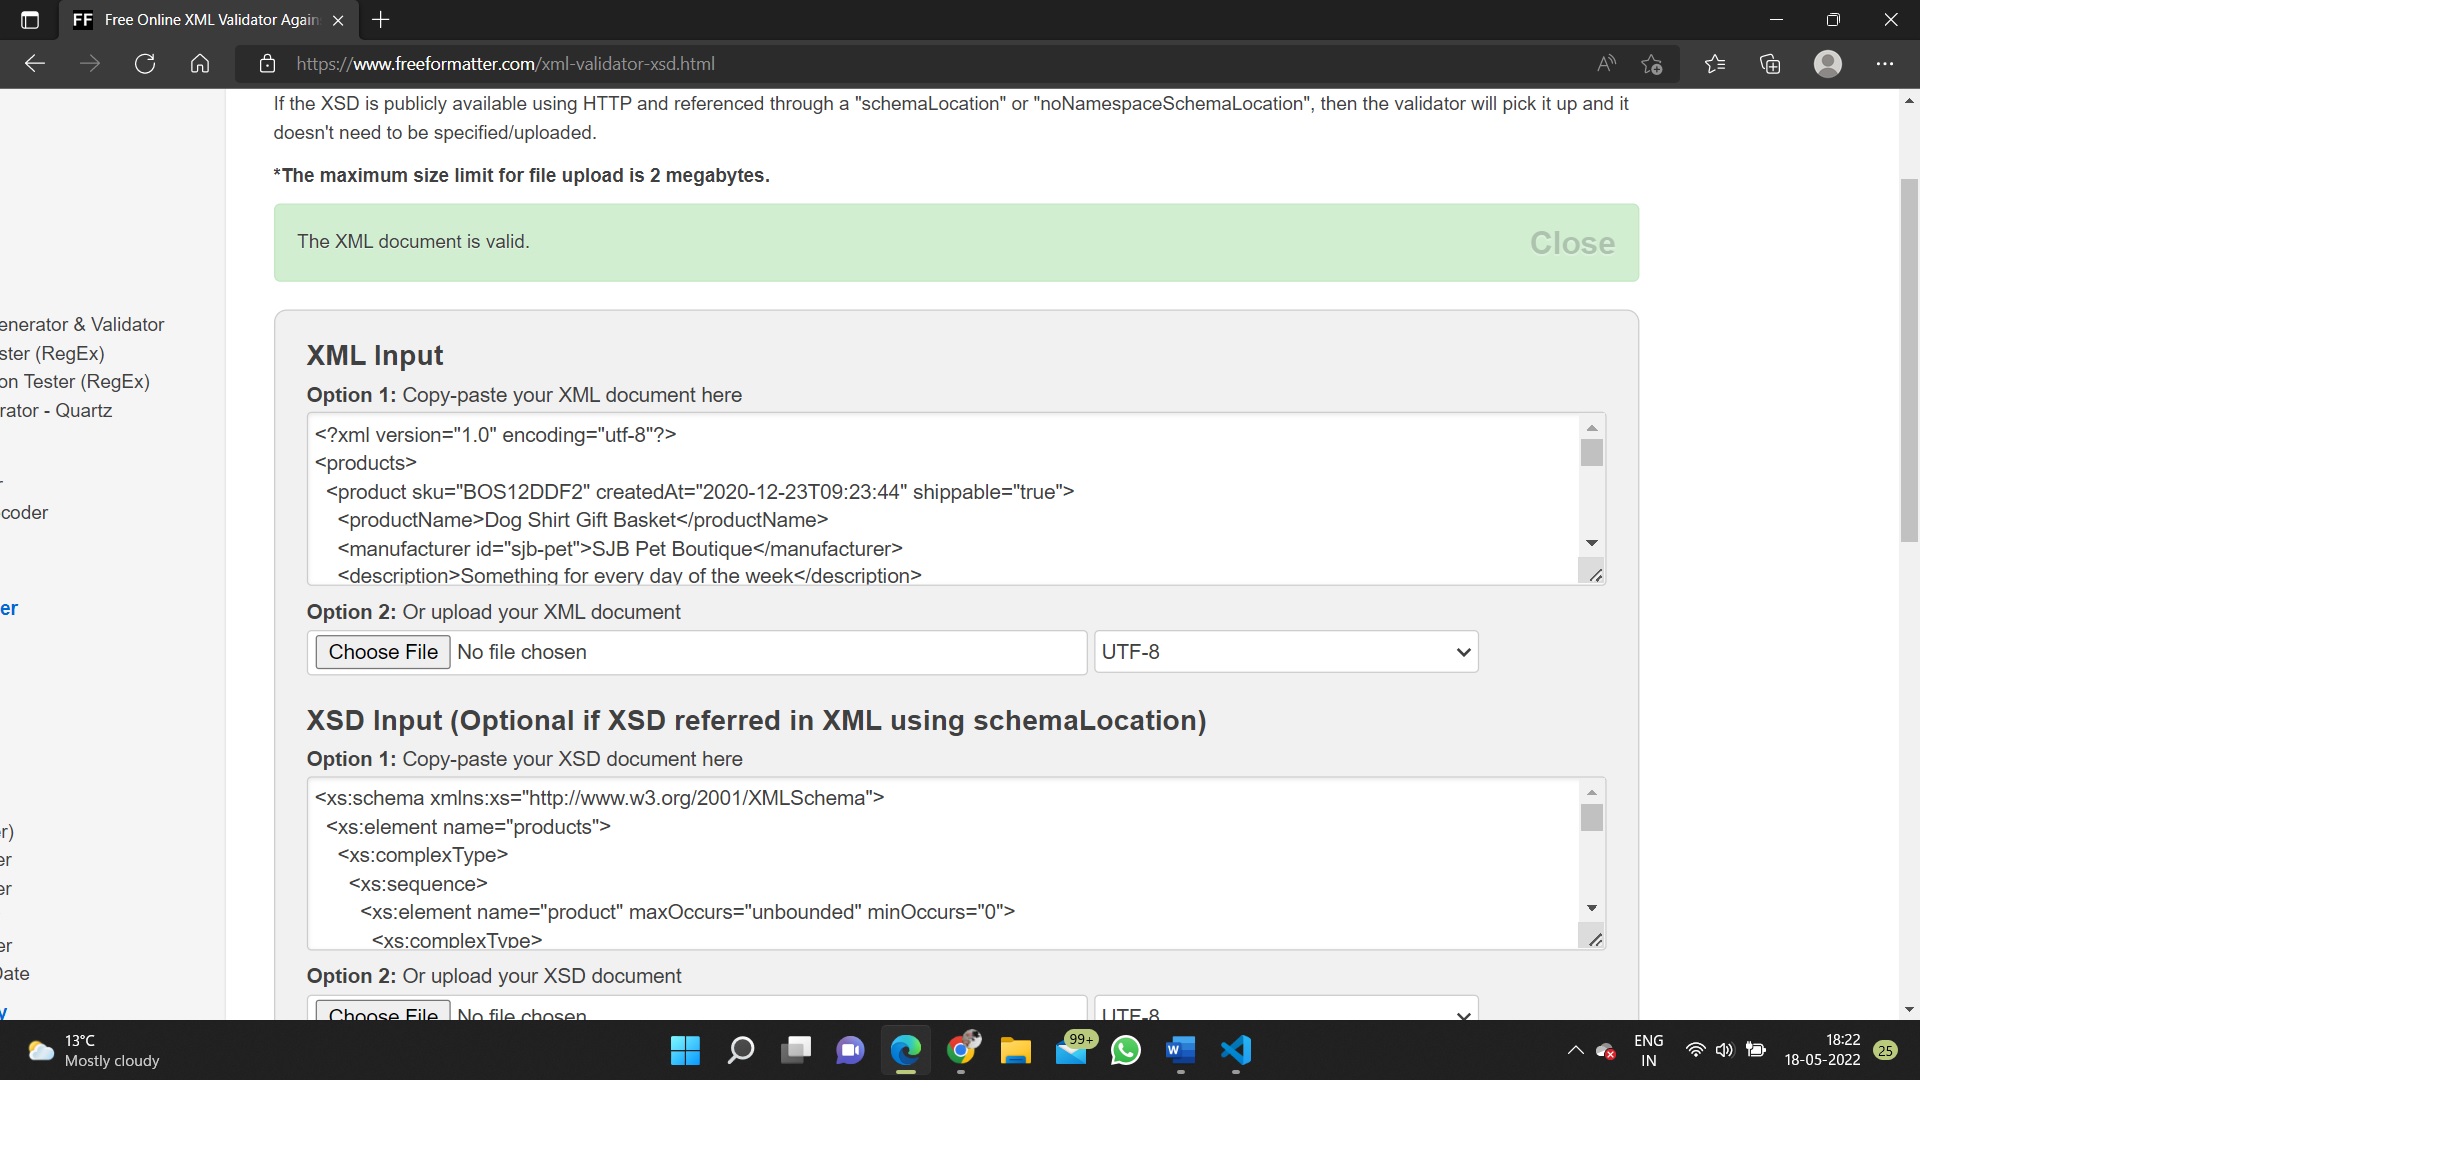 FF Free Online XML Validator Again
https://www.freeformatter.com/xml-validator-xsd.html
If the XSD is publicly available using HTTP and referenced through a "schemaLocation" or "noNamespaceSchemaLocation", then the validator will pick it up and it
doesn't need to be specified/uploaded.
*The maximum size limit for file upload is 2 megabytes.
The XML document is valid.
Close
enerator & Validator
ster (RegEx)
on Tester (RegEx)
rator - Quartz
r
coder
er
r)
er
er
er
Date
y
XML Input
Option 1: Copy-paste your XML document here
<?xml version="1.0" encoding="utf-8"?>
<products>
<product sku="BOS12DDF2" createdAt="2020-12-23T09:23:44" shippable="true">
<productName>Dog Shirt Gift Basket</productName>
<manufacturer id="sjb-pet">SJB Pet Boutique</manufacturer>
<description>Something for every day of the week</description>
Option 2: Or upload your XML document
Choose File No file chosen
UTF-8
XSD Input (Optional if XSD referred in XML using schemaLocation)
Option 1: Copy-paste your XSD document here
<xs:schema xmlns:xs="http://www.w3.org/2001/XMLSchema">
<xs:element name="products">
<xs:complexType>
<xs:sequence>
<xs:element name="product" maxOccurs="unbounded" minOccurs="0">
<xs:complexType>
Option 2: Or upload your XSD document
Choose File No file chosen
UTF-8
13°C
Mostly cloudy
99+
W
ENG
IN
18:22
18-05-2022
25